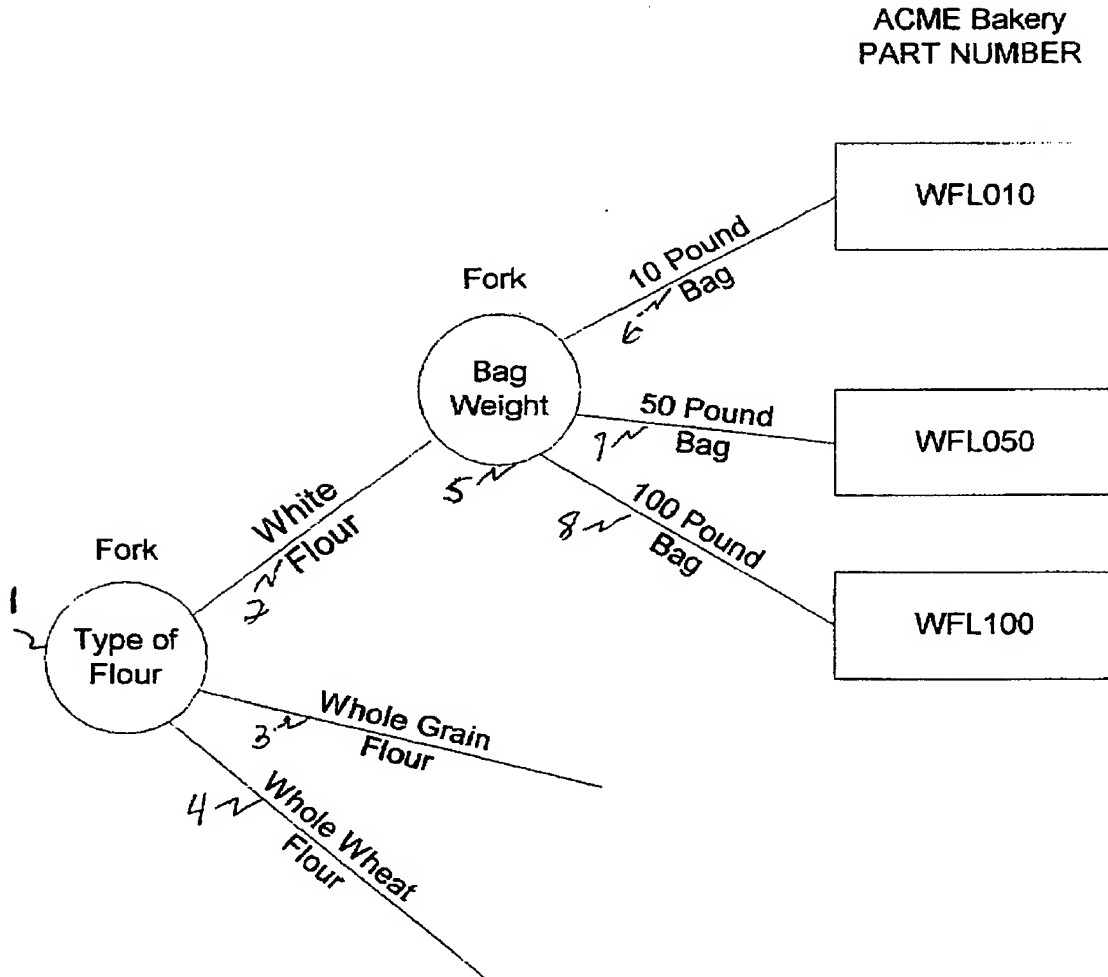 ACME Bakery
PART NUMBER
WFL010
10 Pound
Bag
6
Fork
Bag
Weight
5
50 Pound
Bag
7
WFL050
100 Pound
Bag
8
WFL100
White
Flour
2
Fork
1
Type of
Flour
Whole Grain
Flour
3
Whole Wheat
Flour
4